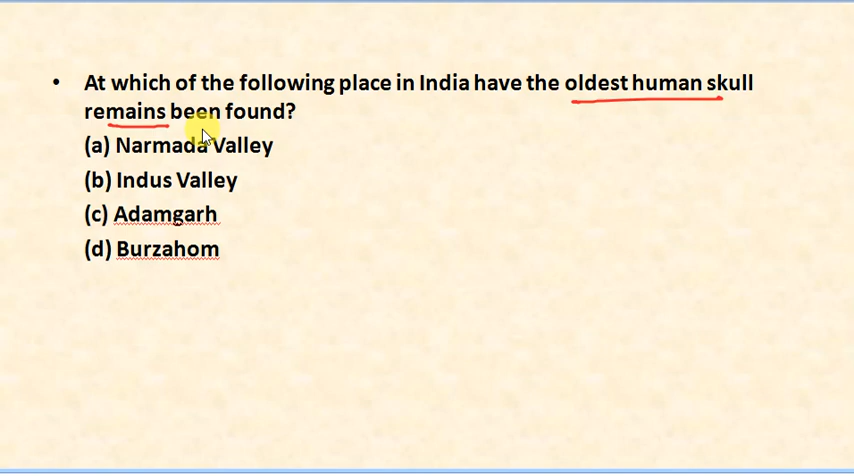 • At which of the following place in India have the oldest human skull
remains been found?
(a) Narmada Valley
(b) Indus Valley
(c) Adamgarh
(d) Burzahom